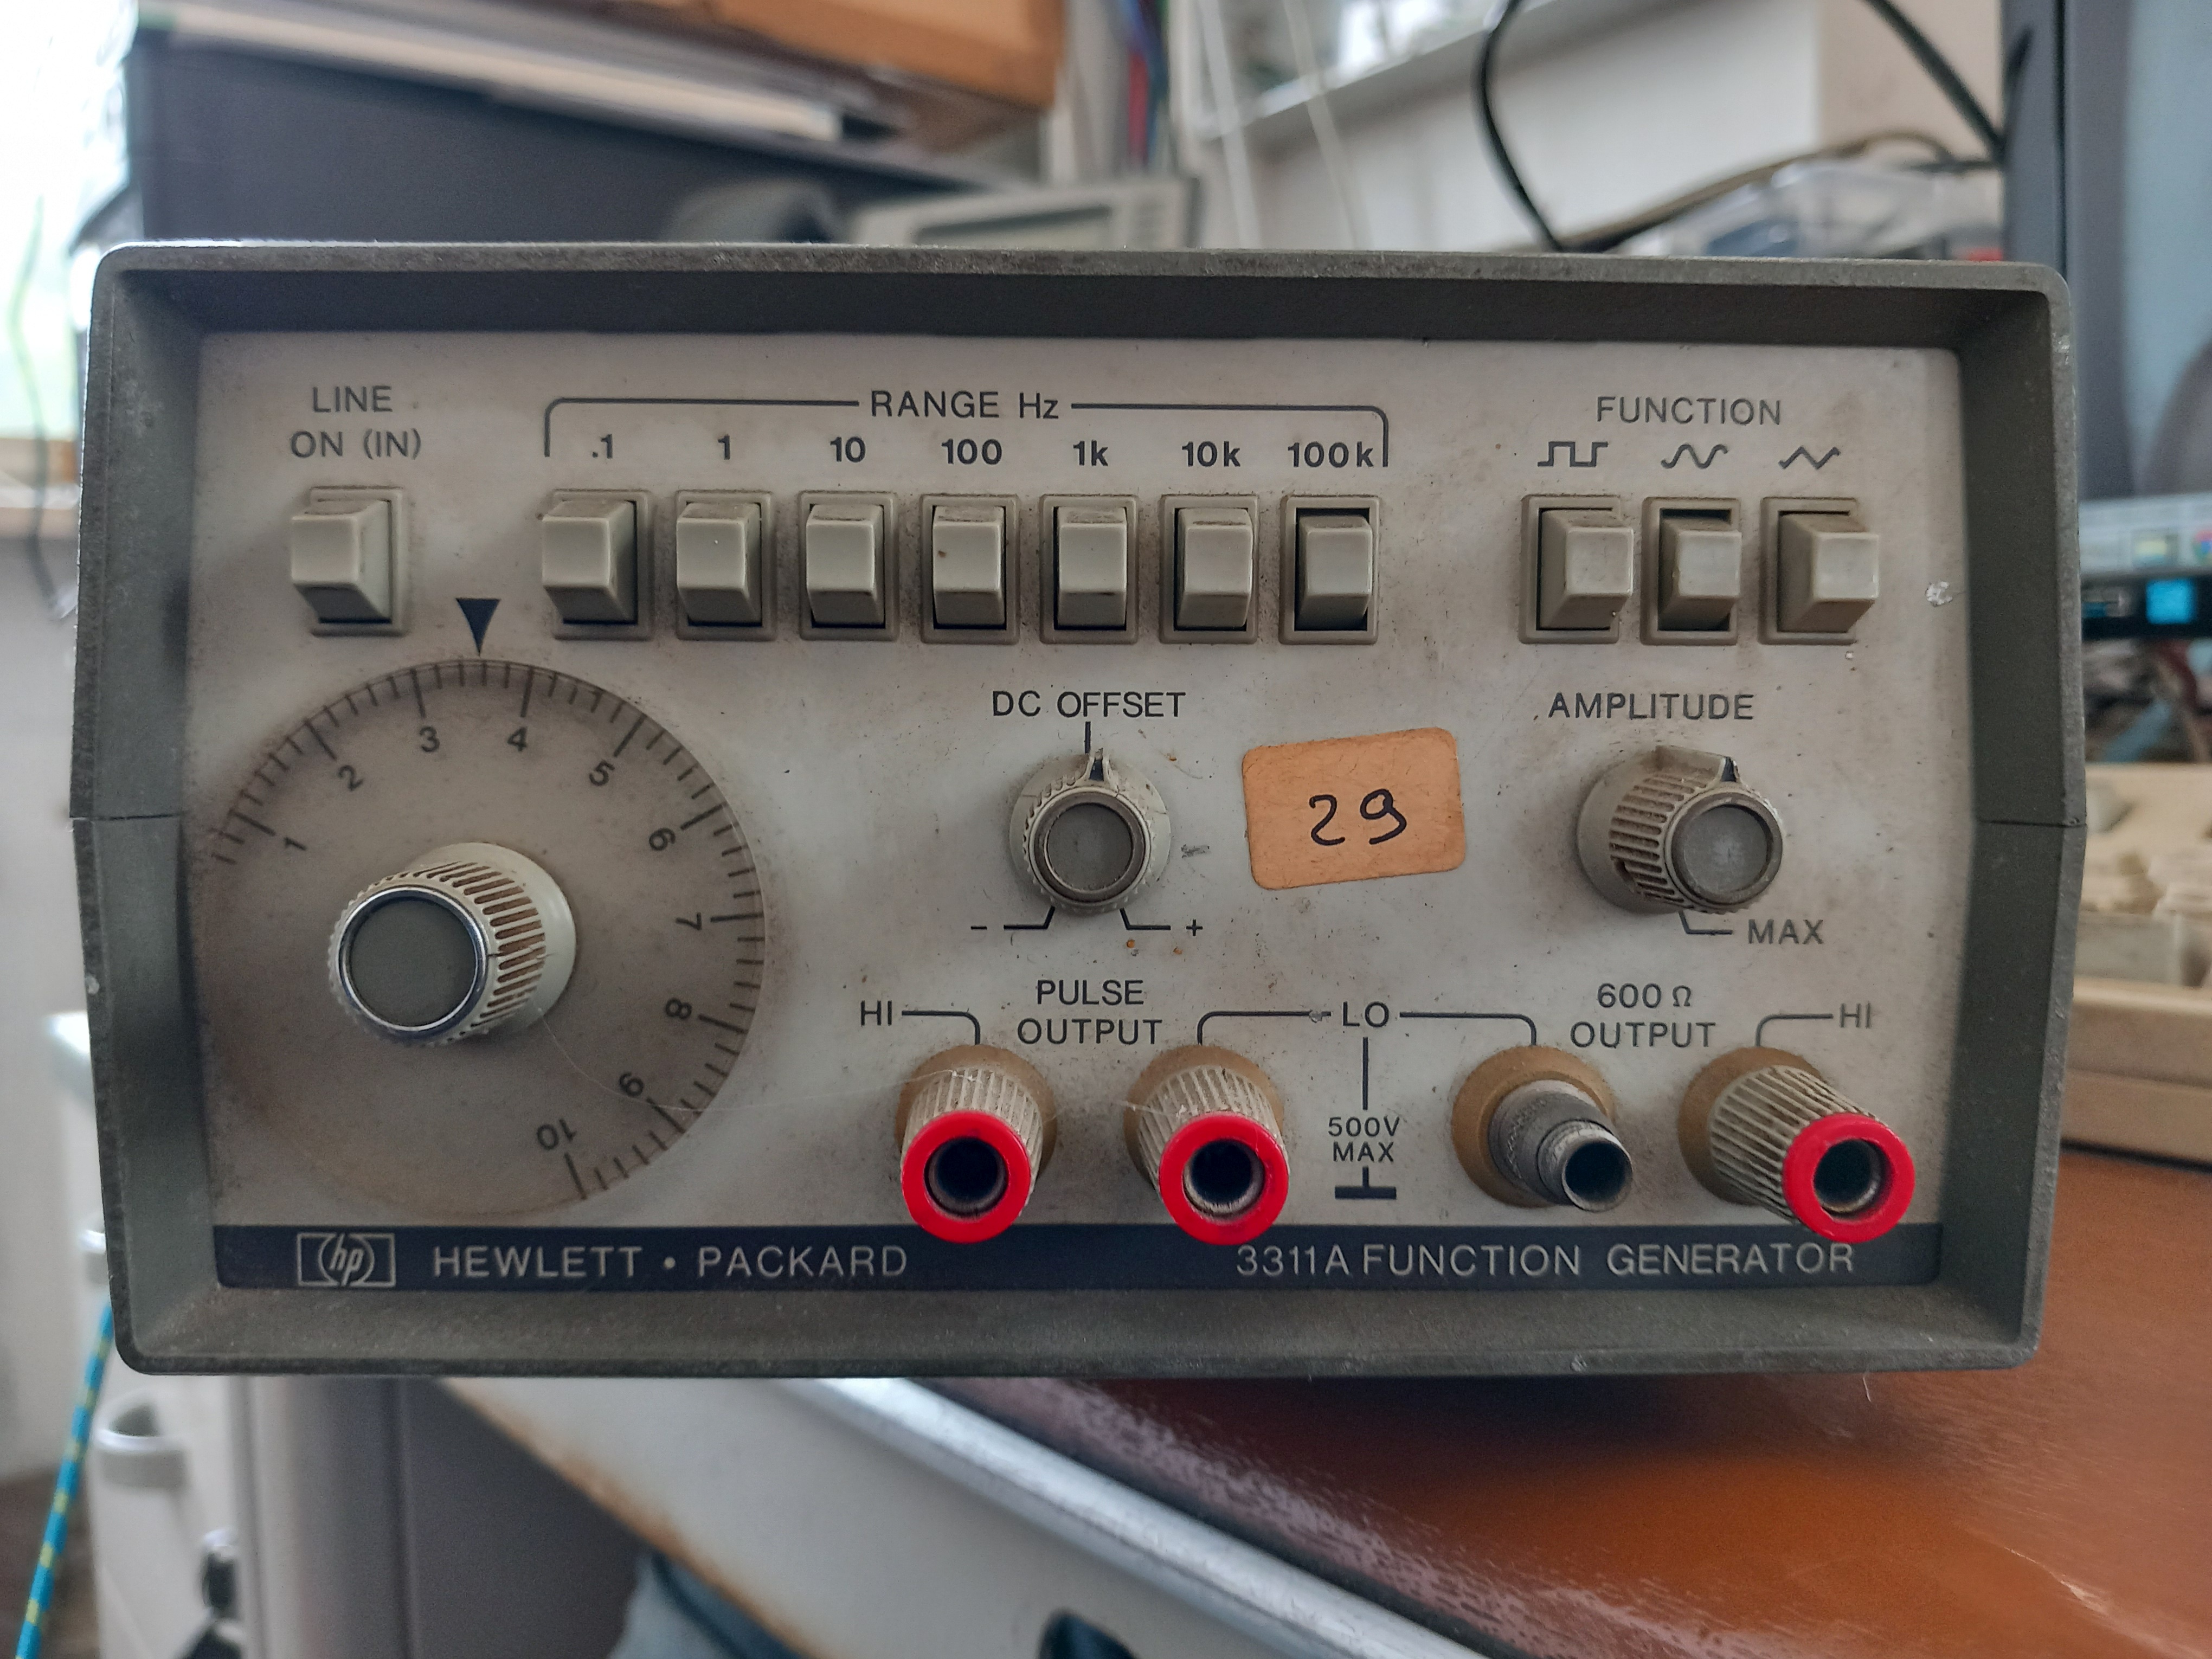 LINE
ON (IN)
RANGE Hz
.1 1 10 100 1k 10k 100k
FUNCTION
DC OFFSET
AMPLITUDE
1 2 3 4 5 6 7 8 9 10
29
- +
MAX
HI
PULSE
OUTPUT
LO
600 Ω
OUTPUT
HI
500V
MAX
hp HEWLETT • PACKARD
3311A FUNCTION GENERATOR